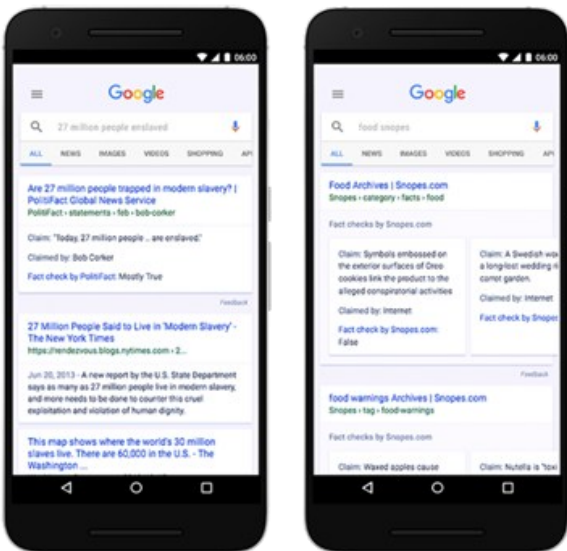 06:00
Google
27 million people enslaved
ALL NEWS IMAGES VIDEOS SHOPPING AP
Are 27 million people trapped in modern slavery? |
PolitiFact Global News Service
PolitiFact › statements › feb › bob-corker
Claim: "Today, 27 million people ... are enslaved."
Claimed by: Bob Corker
Fact check by PolitiFact: Mostly True
Feedback
27 Million People Said to Live in 'Modern Slavery' -
The New York Times
https://rendezvous.blogs.nytimes.com › 2...
Jun 20, 2013 - A new report by the U.S. State Department
says as many as 27 million people live in modern slavery,
and more needs to be done to counter this cruel
exploitation and violation of human dignity.
This map shows where the world's 30 million
slaves live. There are 60,000 in the U.S. - The
Washington ...
06:00
Google
food snopes
ALL NEWS IMAGES VIDEOS SHOPPING AP
Food Archives | Snopes.com
Snopes › category › facts › food
Fact checks by Snopes.com
Claim: Symbols embossed on
the exterior surfaces of Oreo
cookies link the product to the
alleged conspiratorial activities
Claimed by: Internet
Fact check by Snopes.com:
False
Claim: A Swedish wo
a long-lost wedding ri
carrot garden.
Claimed by: Internet
Fact check by Snopes
Feedback
food warnings Archives | Snopes.com
Snopes › tag › food-warnings
Fact checks by Snopes.com
Claim: Waxed apples cause
Claim: Nutella is "toxi